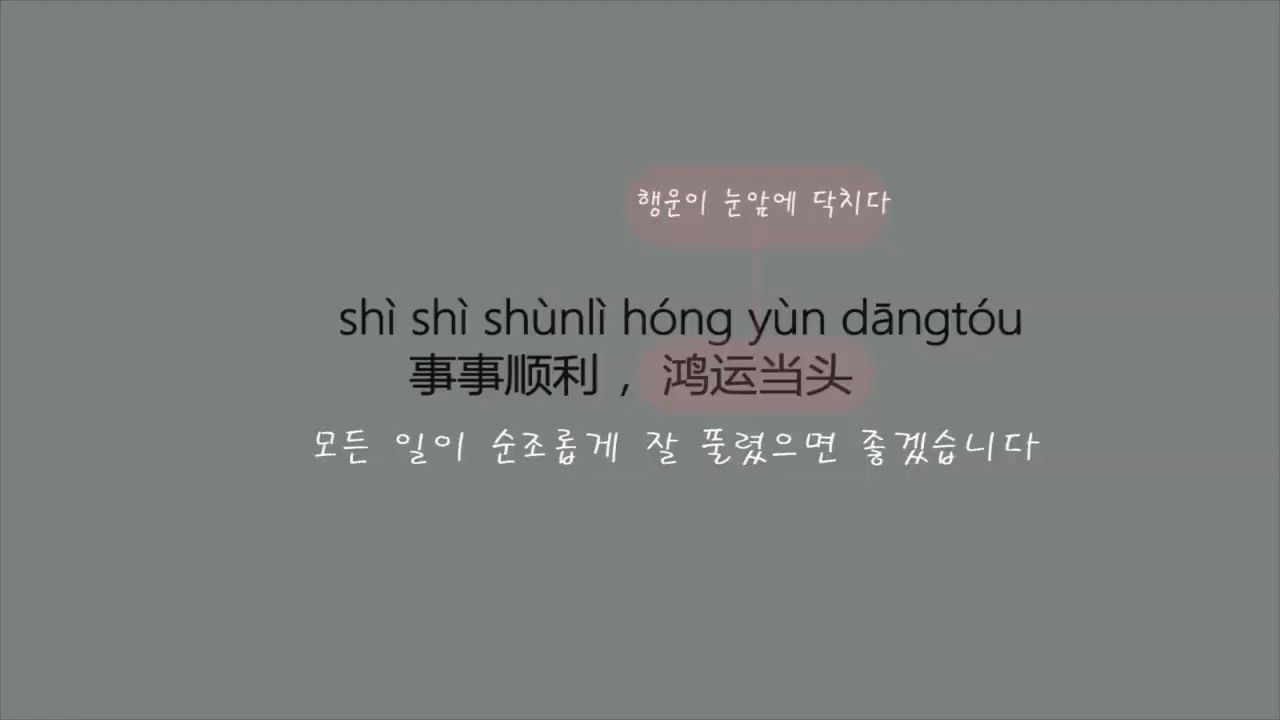 행운이 눈앞에 닥치다
shì shì shùnlì hóng yùn dāngtóu
事事顺利，鸿运当头
모든 일이 순조롭게 잘 풀렸으면 좋겠습니다